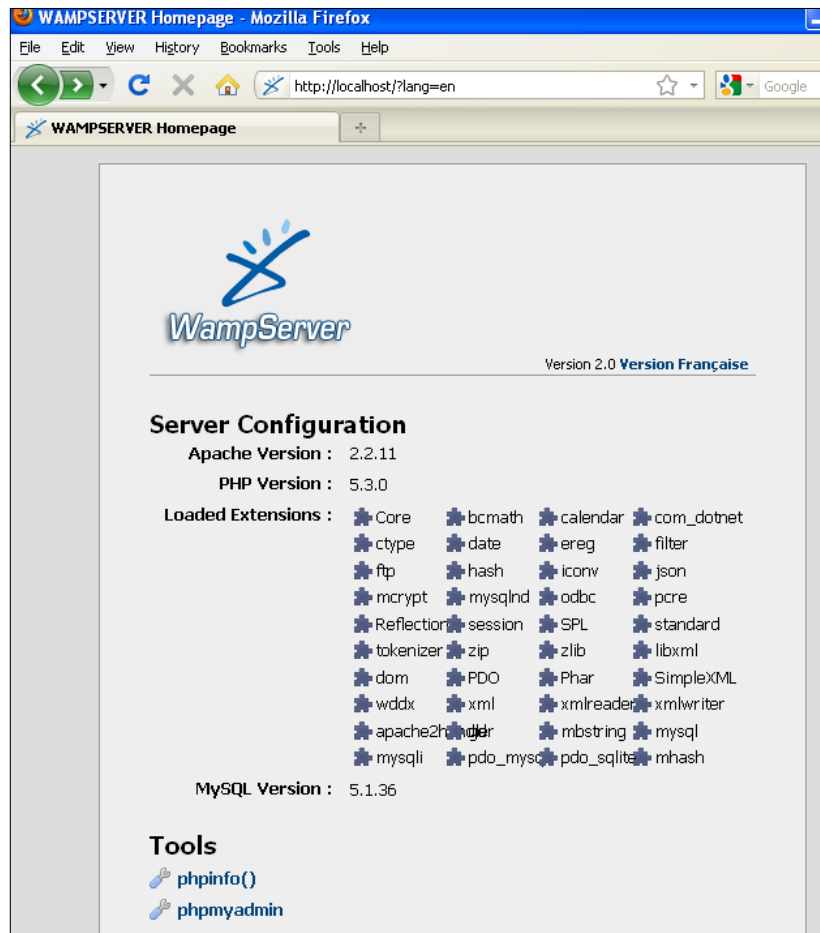 WAMPSERVER Homepage - Mozilla Firefox
File Edit View History Bookmarks Tools Help
http://localhost/?lang=en Google
WAMPSERVER Homepage
WampServer
Version 2.0 Version Française
Server Configuration
Apache Version : 2.2.11
PHP Version : 5.3.0
Loaded Extensions : Core bcmath calendar com_dotnet
ctype date ereg filter
ftp hash iconv json
mcrypt mysqlnd odbc pcre
Reflection session SPL standard
tokenizer zip zlib libxml
dom PDO Phar SimpleXML
wddx xml xmlreader xmlwriter
mbstring mysql
mysqli pdo_sqlite mhash
MySQL Version : 5.1.36
Tools
phpinfo()
phpmyadmin